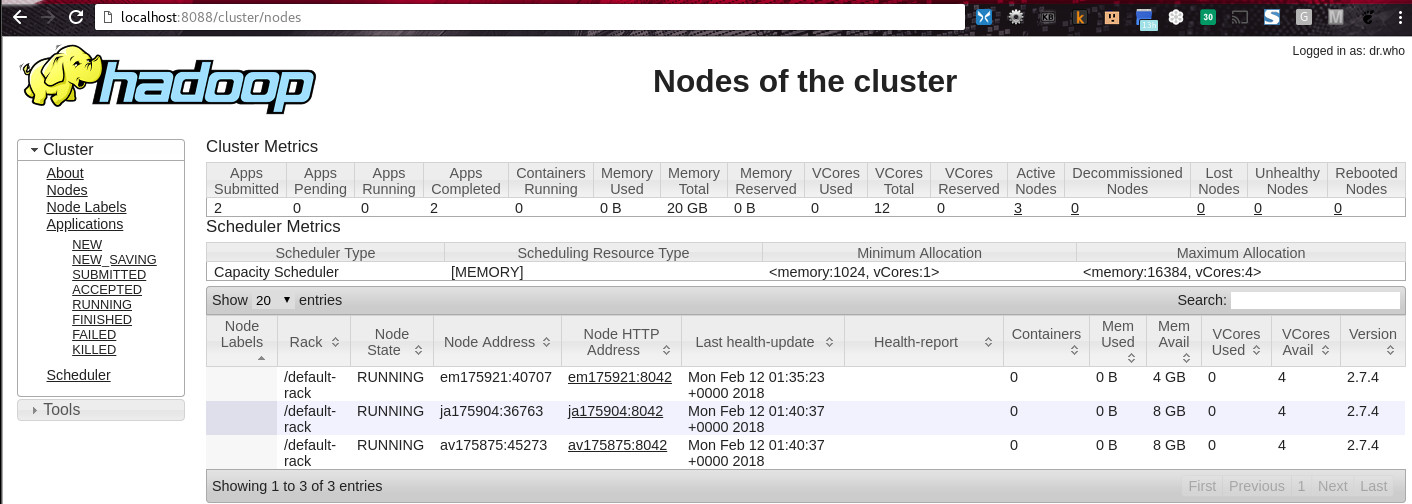 localhost:8088/cluster/nodes
Logged in as: dr.who
hadoop
Nodes of the cluster
Cluster
About
Nodes
Node Labels
Applications
NEW
NEW_SAVING
SUBMITTED
ACCEPTED
RUNNING
FINISHED
FAILED
KILLED
Scheduler
Tools
Cluster Metrics
Apps Submitted Apps Pending Apps Running Apps Completed Containers Running Memory Used Memory Total Memory Reserved VCores Used VCores Total VCores Reserved Active Nodes Decommissioned Nodes Lost Nodes Unhealthy Nodes Rebooted Nodes
2 0 0 2 0 0 B 20 GB 0 B 0 12 0 3 0 0 0 0
Scheduler Metrics
Scheduler Type Scheduling Resource Type Minimum Allocation Maximum Allocation
Capacity Scheduler [MEMORY] <memory:1024, vCores:1> <memory:16384, vCores:4>
Show 20 entries Search:
Node Labels Rack Node State Node Address Node HTTP Address Last health-update Health-report Containers Mem Used Mem Avail VCores Used VCores Avail Version
/default-rack RUNNING em175921:40707 em175921:8042 Mon Feb 12 01:35:23 +0000 2018 0 0 B 4 GB 0 4 2.7.4
/default-rack RUNNING ja175904:36763 ja175904:8042 Mon Feb 12 01:40:37 +0000 2018 0 0 B 8 GB 0 4 2.7.4
/default-rack RUNNING av175875:45273 av175875:8042 Mon Feb 12 01:40:37 +0000 2018 0 0 B 8 GB 0 4 2.7.4
Showing 1 to 3 of 3 entries First Previous 1 Next Last